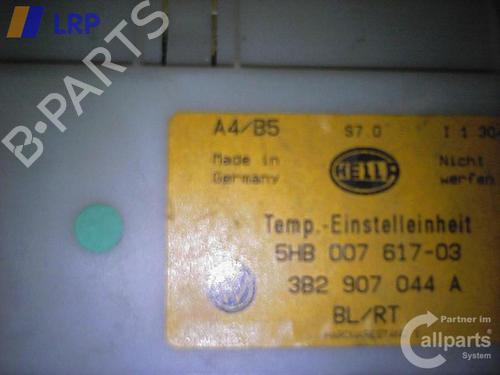 LRP
B-PARTS
A4/B5 S7.0 I 1 30
Made in Germany
HELLA
Nicht werfen
Temp.-Einstelleinheit
5HB 007 617-03
3B2 907 044 A
BL/RT
Partner im
Callparts
System